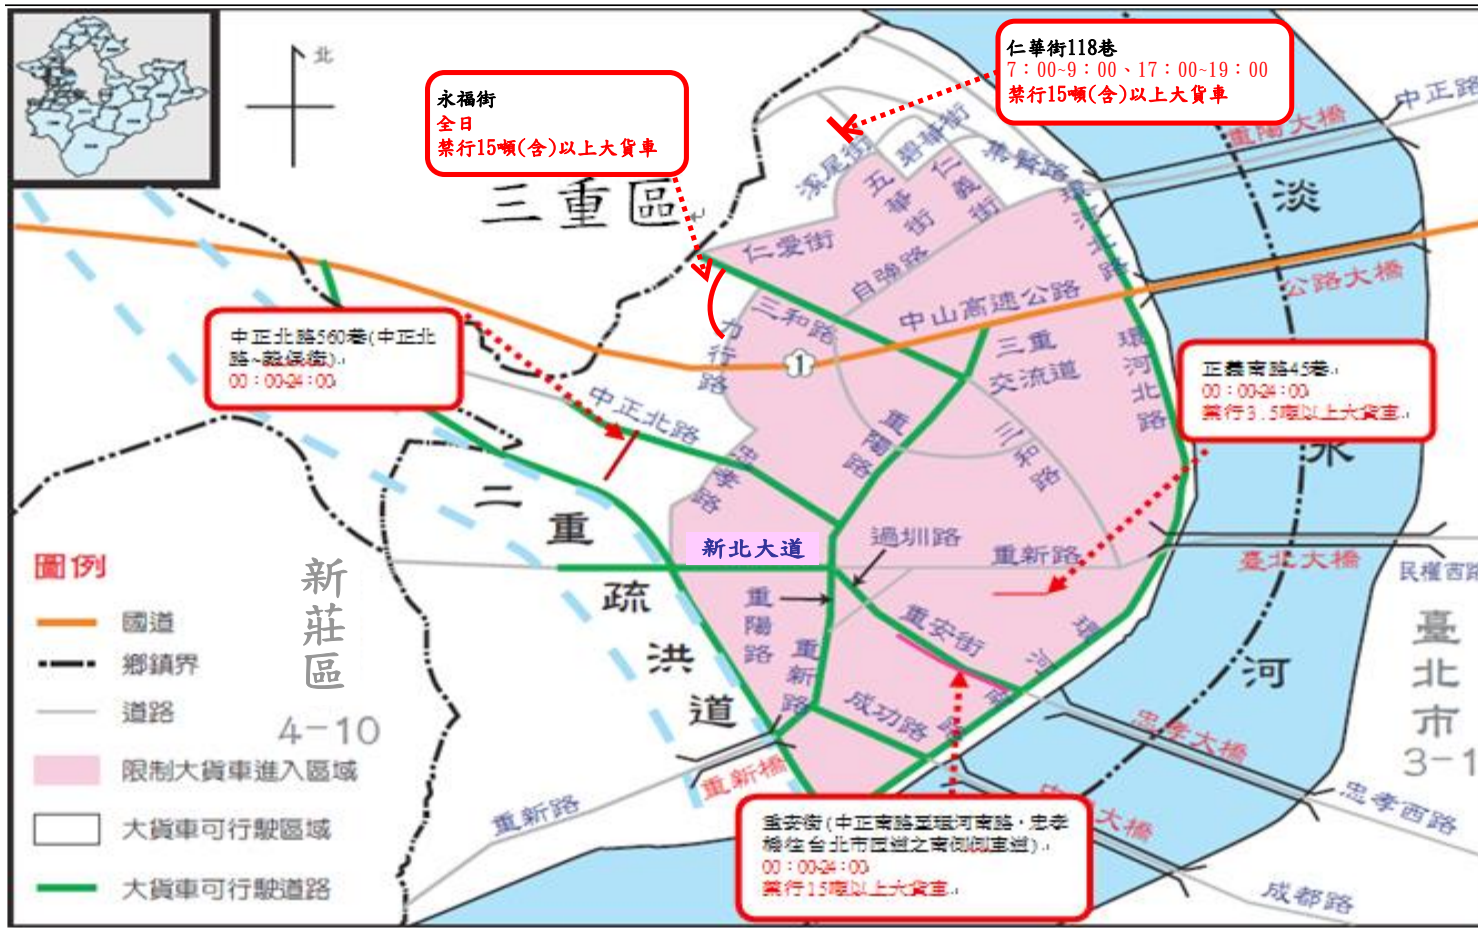 北
永福街
全日
禁行15噸(含)以上大貨車
仁華街118巷
7：00~9：00、17：00~19：00
禁行15噸(含)以上大貨車
中正路
重陽大橋
三重區
溪尾街
碧華街
集賢路
五華街
仁義街
仁愛街
自強路
環河北路
淡水河
公路大橋
中山高速公路
三和路
力行路
1
三重
交流道
環河北路
中正北路560巷(中正北
路~
00：00-24：00
正義南路45巷
00：00-24：00
禁行3.5噸以上大貨車
中正北路
忠孝路
重陽路
三和路
二重疏洪道
新北大道
過圳路
重新路
臺北大橋
民權西路
圖例
國道
鄉鎮界
道路
限制大貨車進入區域
大貨車可行駛區域
大貨車可行駛道路
新莊區
4-10
重陽路
重新路
重安街
環河南路
成功路
臺北市
3-1
忠孝大橋
忠孝西路
重新橋
重新路
大橋
成都路
重安街(中正南路至環河南路，忠孝
橋往台北市匝道之南側側車道)
00：00-24：00
禁行15噸以上大貨車